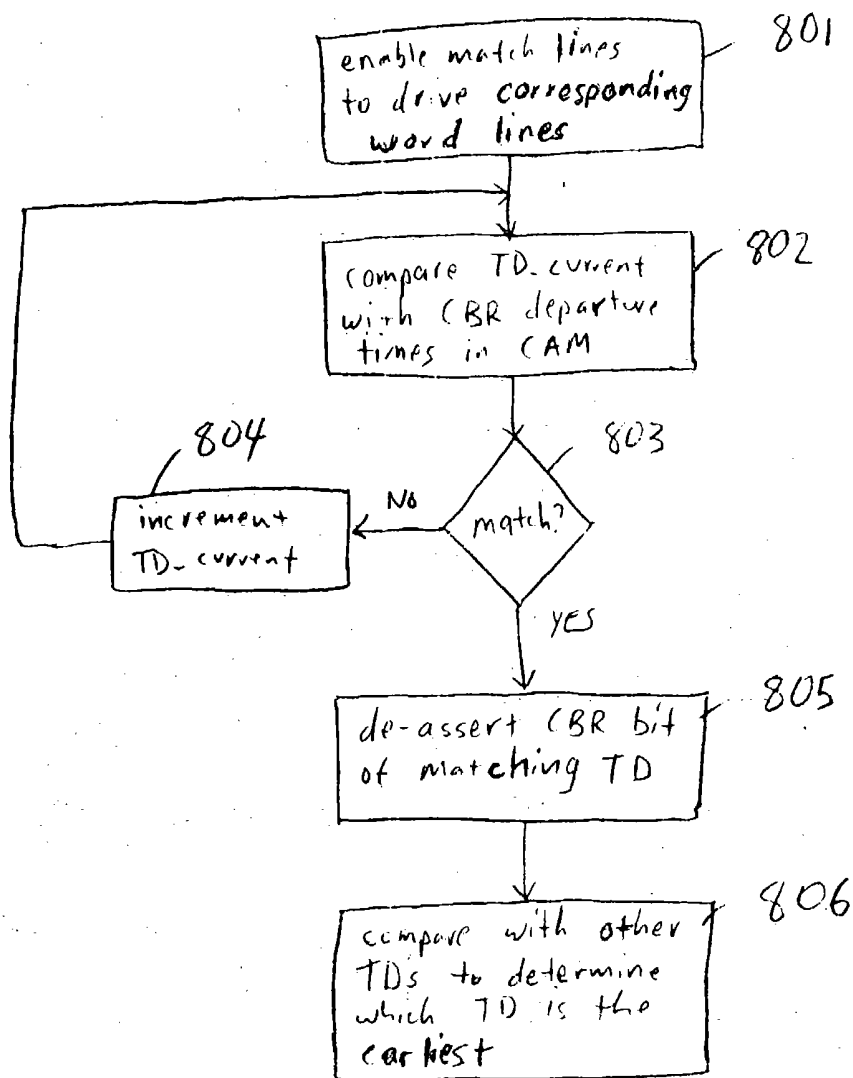 801
enable match lines
to drive corresponding
word lines
802
compare TD_current
with CBR departure
times in CAM
803
match?
No
804
increment
TD_current
YES
805
de-assert CBR bit
of matching TD
806
compare with other
TDs to determine
which TD is the
earliest